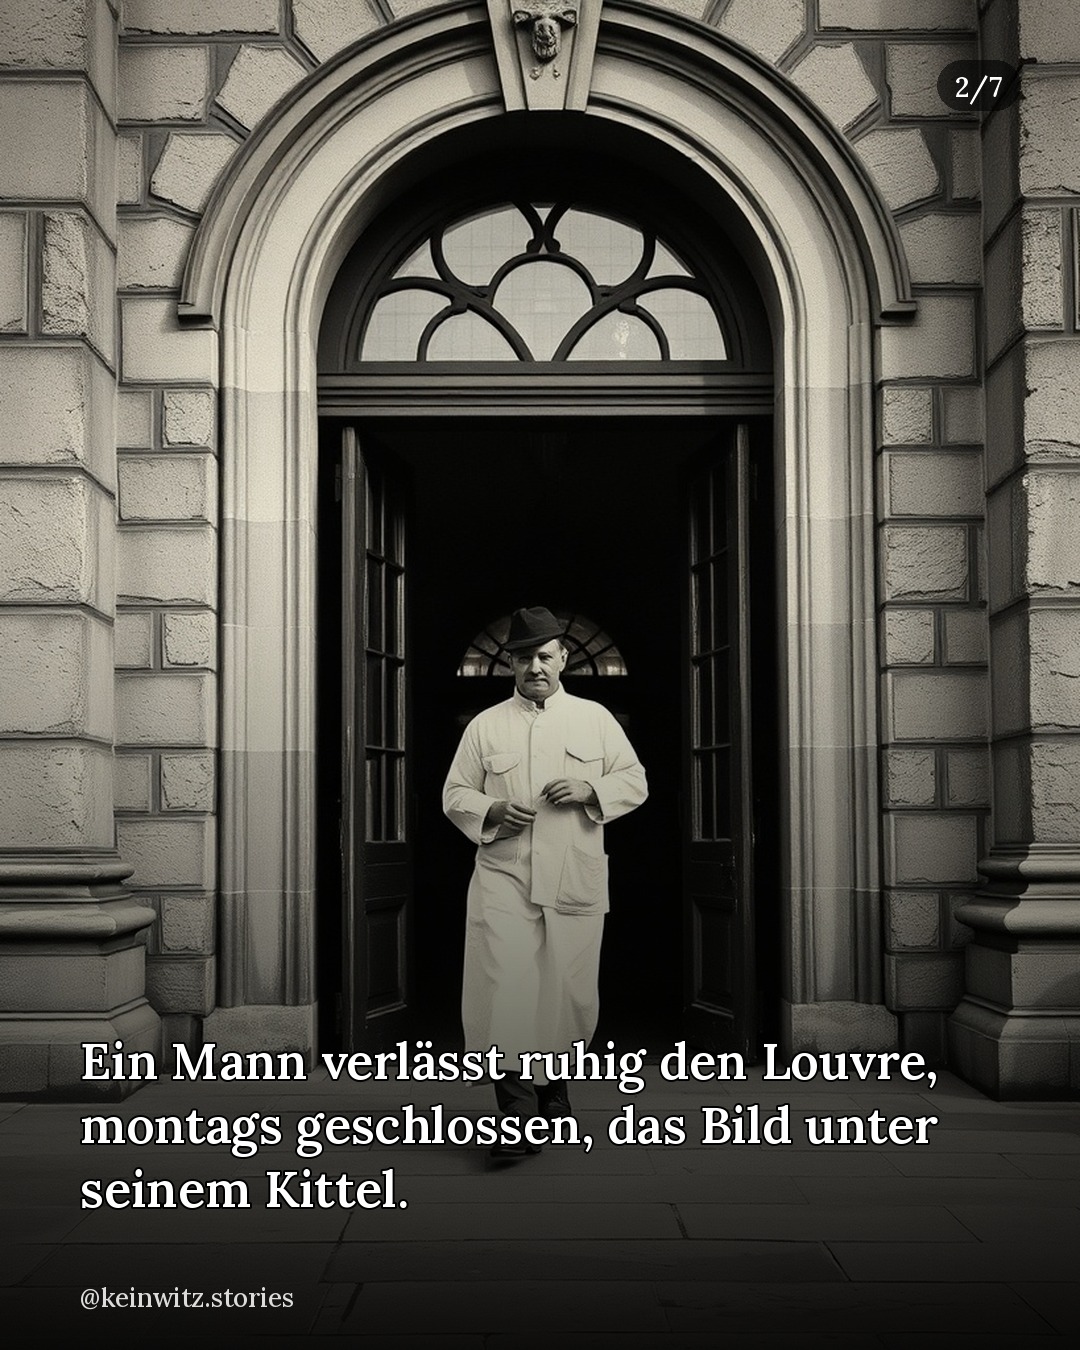 2/7
Ein Mann verlässt ruhig den Louvre,
montags geschlossen, das Bild unter
seinem Kittel.
@keinwitz.stories